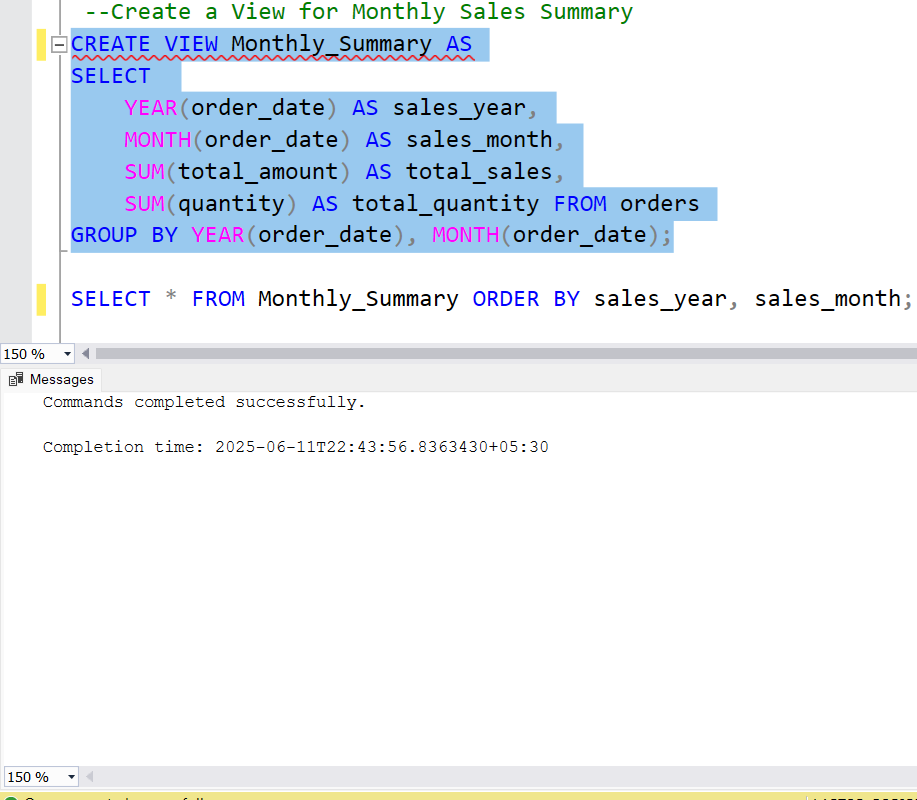 --Create a View for Monthly Sales Summary
CREATE VIEW Monthly_Summary AS
SELECT
YEAR(order_date) AS sales_year,
MONTH(order_date) AS sales_month,
SUM(total_amount) AS total_sales,
SUM(quantity) AS total_quantity FROM orders
GROUP BY YEAR(order_date), MONTH(order_date);
SELECT * FROM Monthly_Summary ORDER BY sales_year, sales_month;
150 %
Messages
Commands completed successfully.
Completion time: 2025-06-11T22:43:56.8363430+05:30
150 %